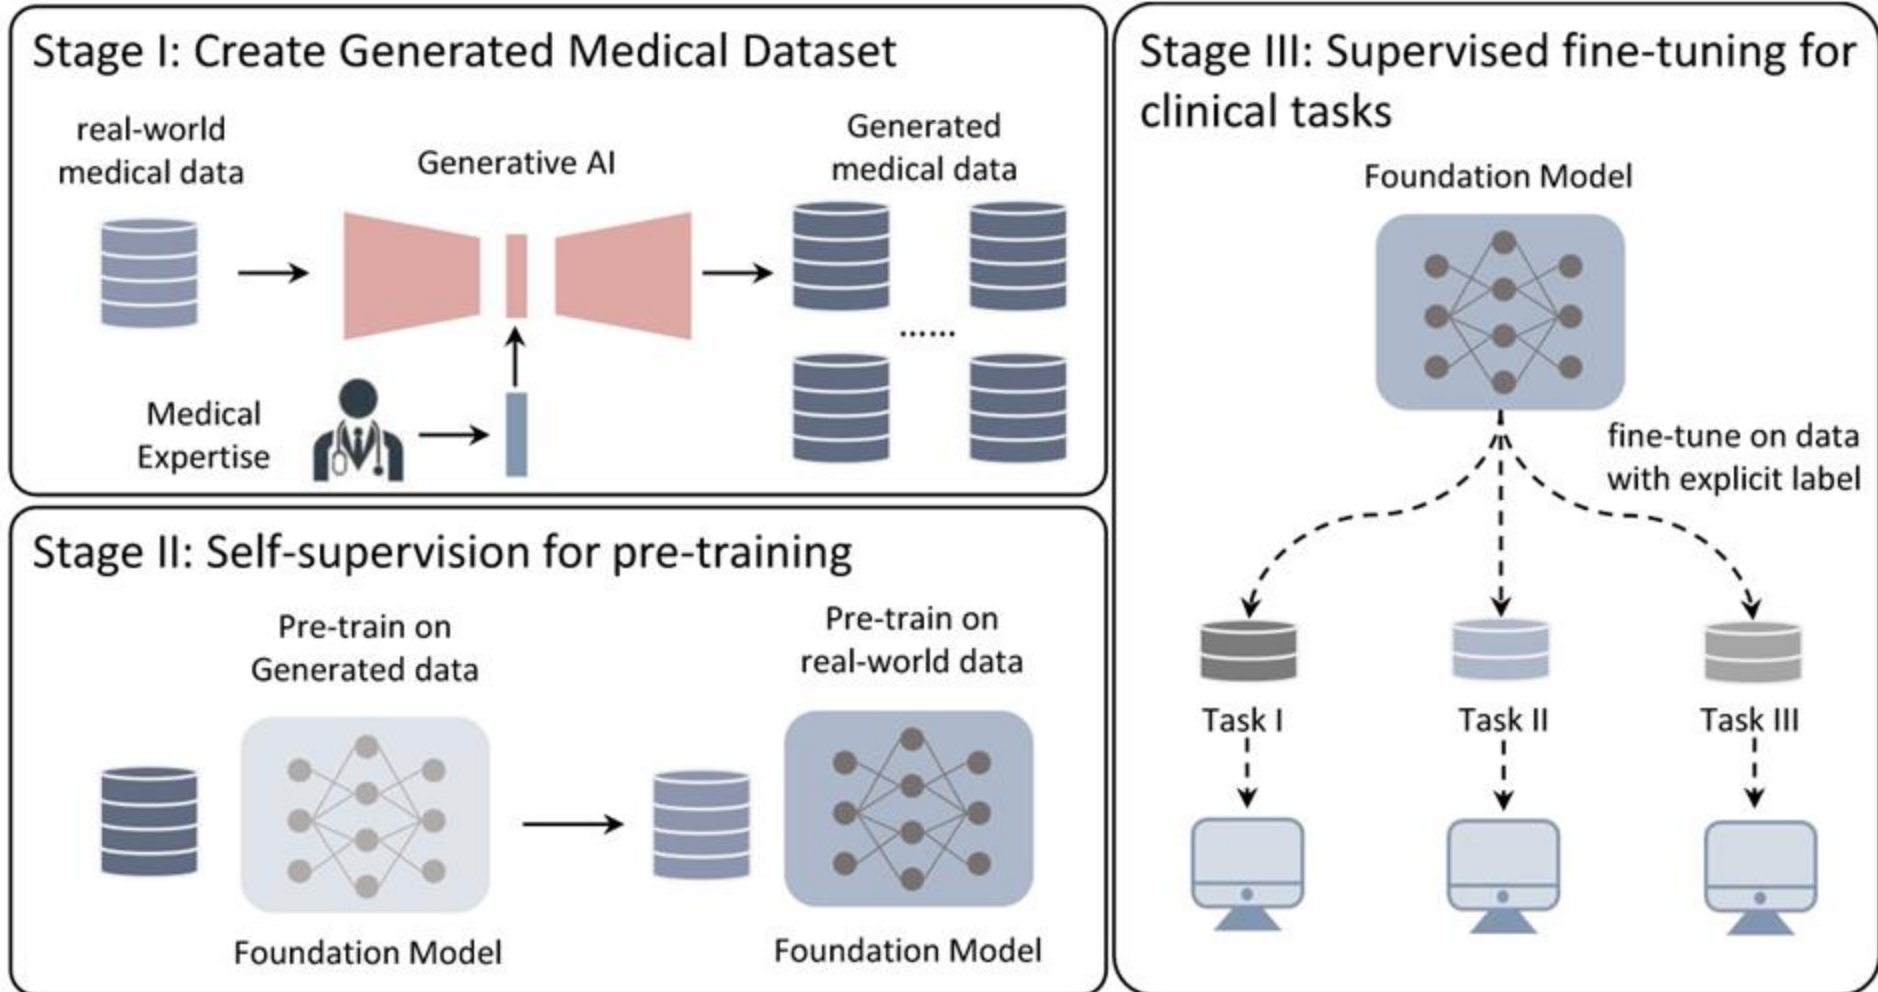 Stage I: Create Generated Medical Dataset
real-world
medical data
Generative AI
Generated
medical data
......
Medical
Expertise
Stage II: Self-supervision for pre-training
Pre-train on
Generated data
Pre-train on
real-world data
Foundation Model
Foundation Model
Stage III: Supervised fine-tuning for
clinical tasks
Foundation Model
fine-tune on data
with explicit label
Task I
Task II
Task III